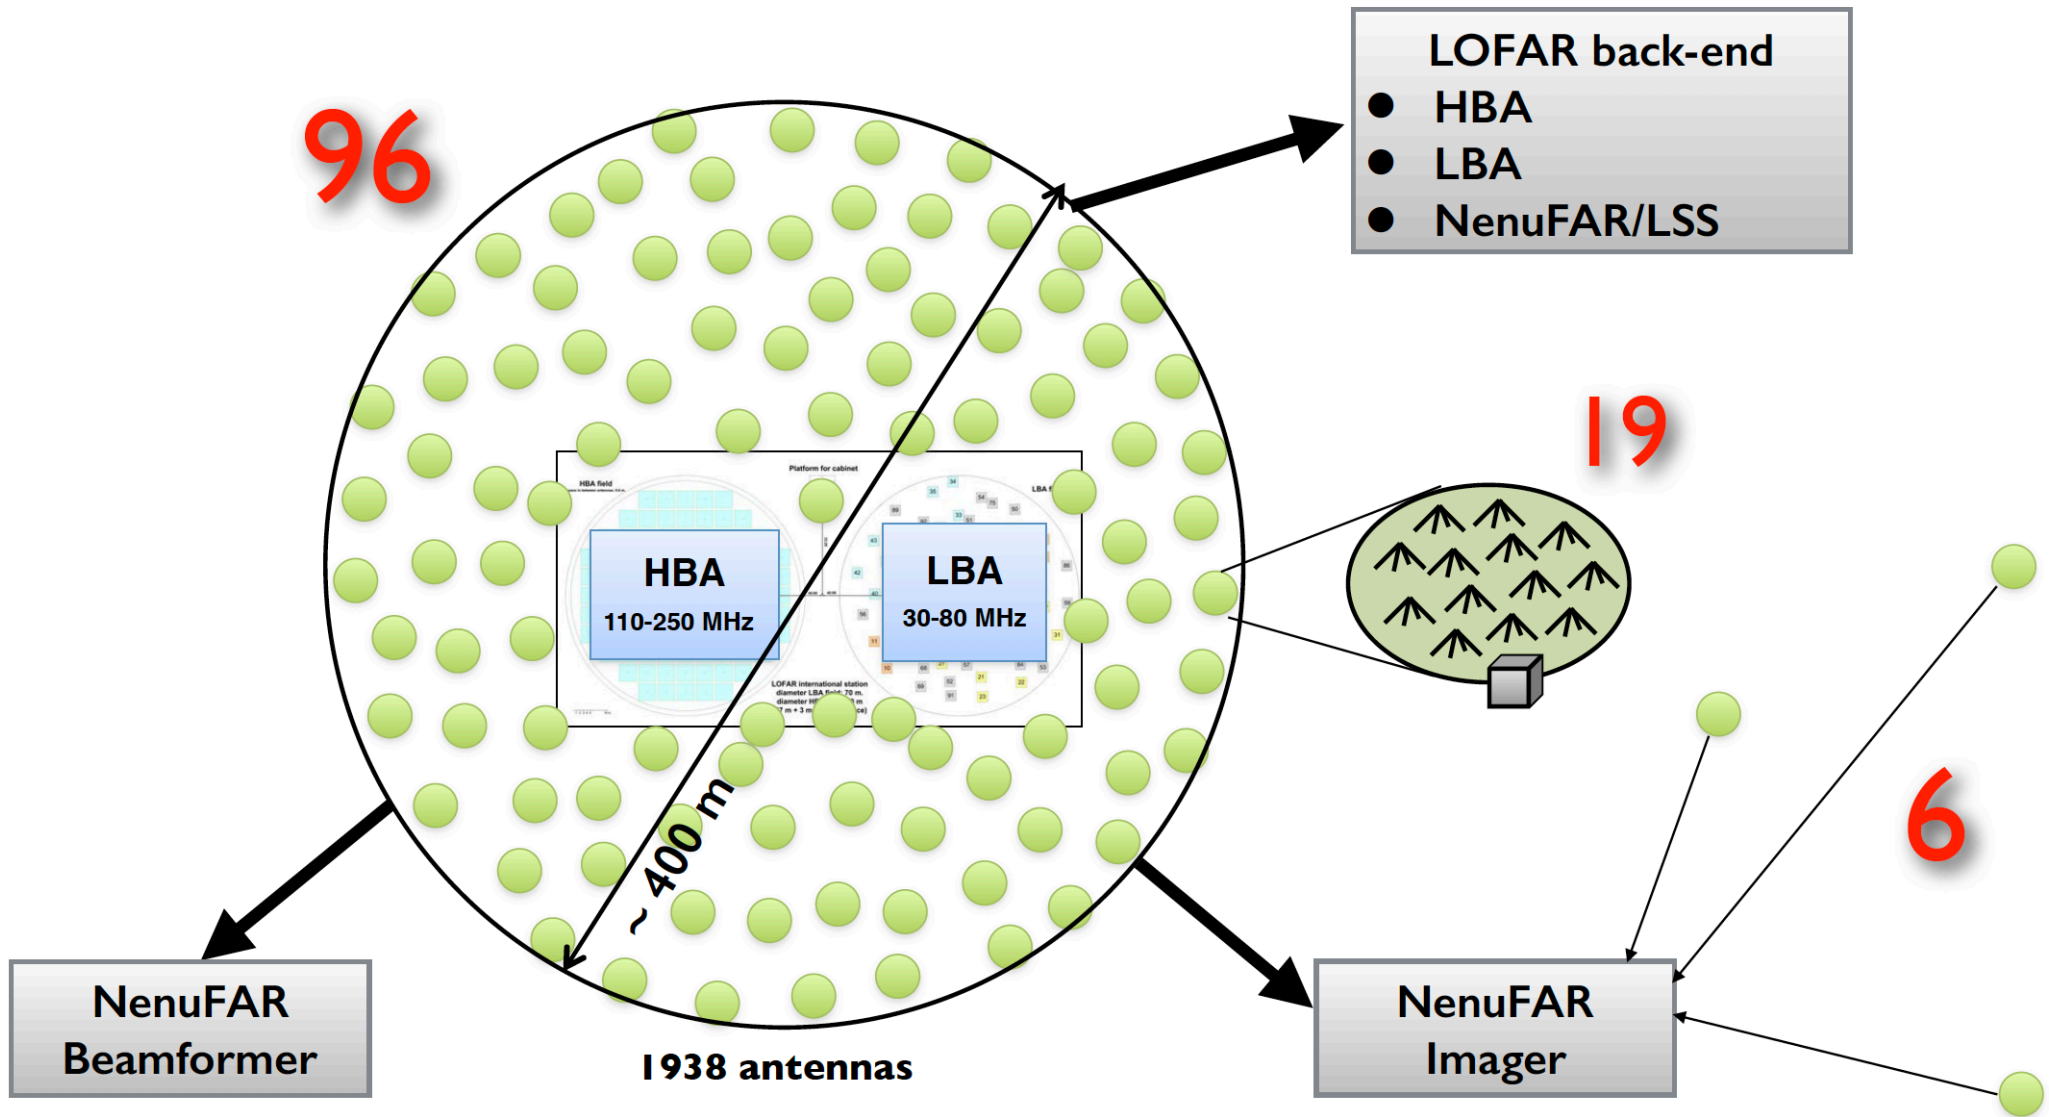 96
LOFAR back-end
● HBA
● LBA
● NenuFAR/LSS
19
Platform for cabinet
HBA field
LBA
HBA
110-250 MHz
LBA
30-80 MHz
LOFAR international station
diameter LBA field: 70 m.
diameter
~ 400 m
6
NenuFAR
Beamformer
NenuFAR
Imager
1938 antennas